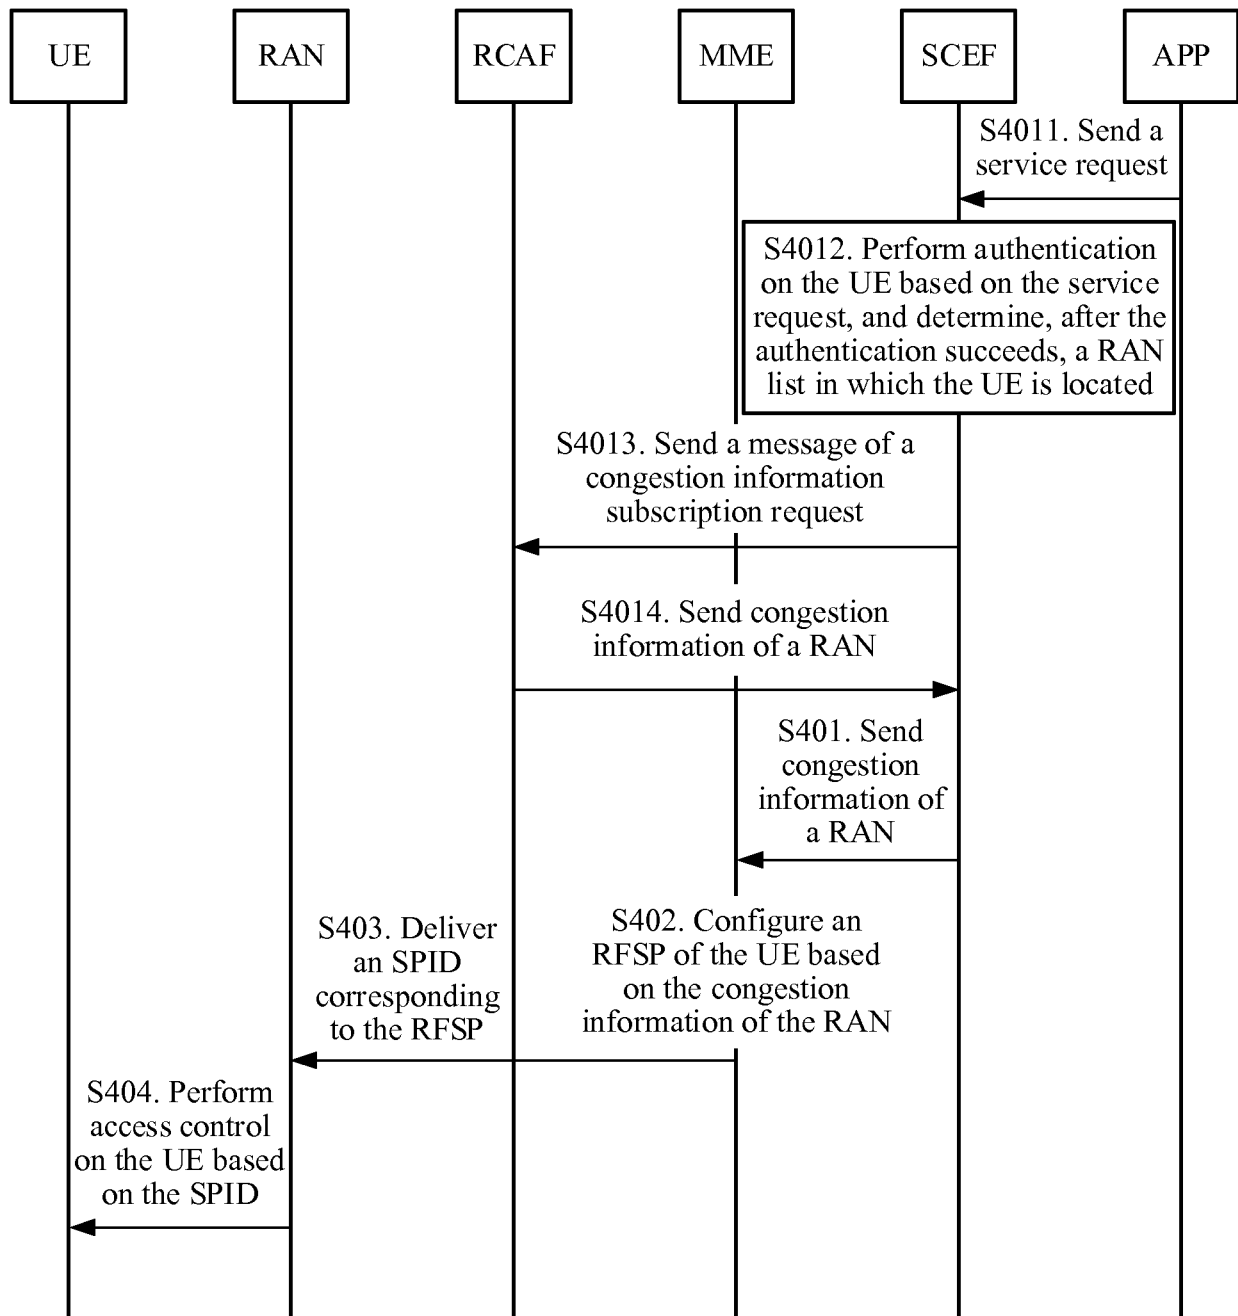 UE
RAN
RCAF
MME
SCEF
APP
S4011. Send a
service request
S4012. Perform authentication
on the UE based on the service
request, and determine, after the
authentication succeeds, a RAN
list in which the UE is located
S4013. Send a message of a
congestion information
subscription request
S4014. Send congestion
information of a RAN
S401. Send
congestion
information of
a RAN
S402. Configure an
RFSP of the UE based
on the congestion
information of the RAN
S403. Deliver
an SPID
corresponding
to the RFSP
S404. Perform
access control
on the UE based
on the SPID